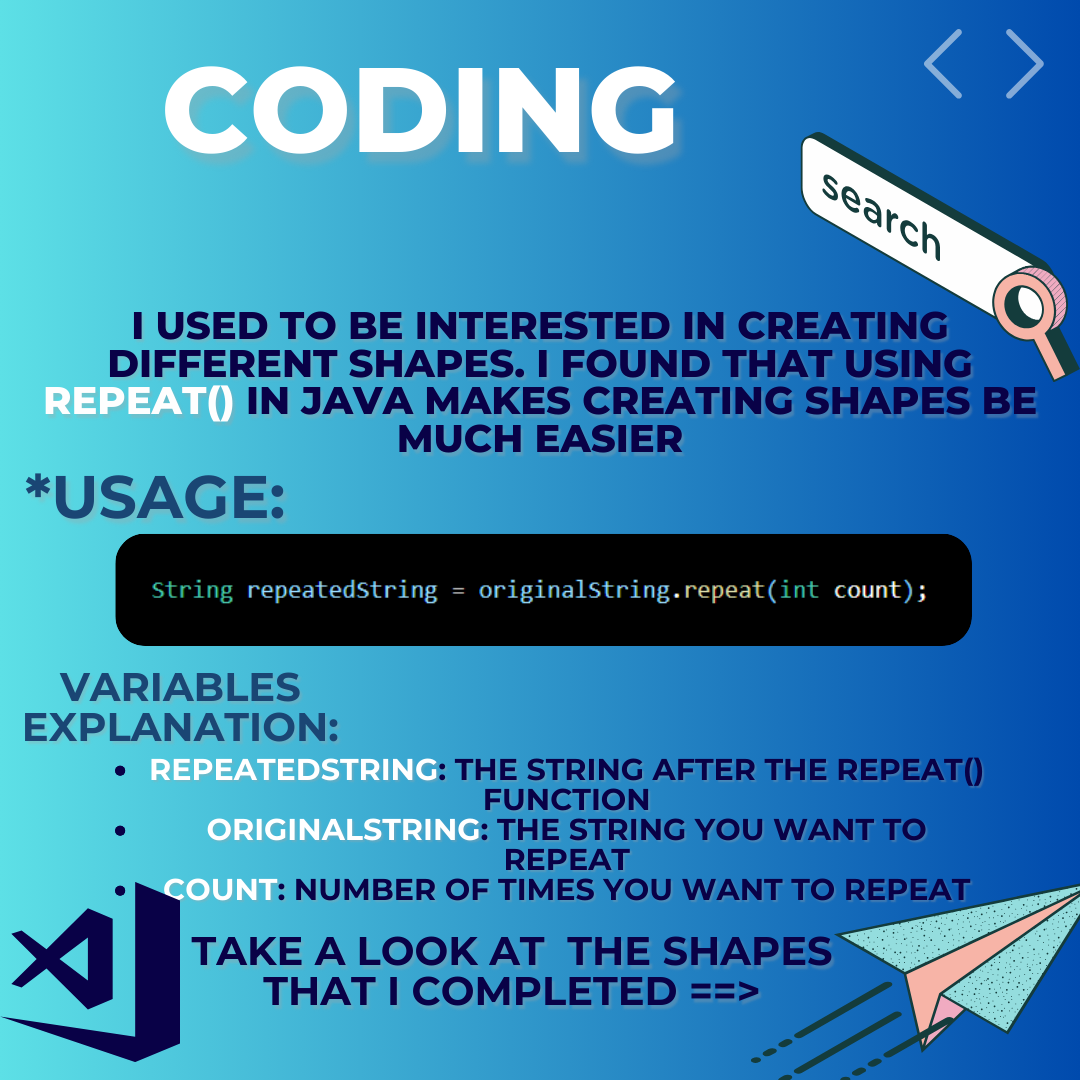 CODING
search
I USED TO BE INTERESTED IN CREATING
DIFFERENT SHAPES. I FOUND THAT USING
REPEAT() IN JAVA MAKES CREATING SHAPES BE
MUCH EASIER
*USAGE:
String repeatedString = originalString.repeat(int count);
VARIABLES
EXPLANATION:
• REPEATEDSTRING: THE STRING AFTER THE REPEAT()
FUNCTION
• ORIGINALSTRING: THE STRING YOU WANT TO
REPEAT
• COUNT: NUMBER OF TIMES YOU WANT TO REPEAT
TAKE A LOOK AT  THE SHAPES
THAT I COMPLETED ==>